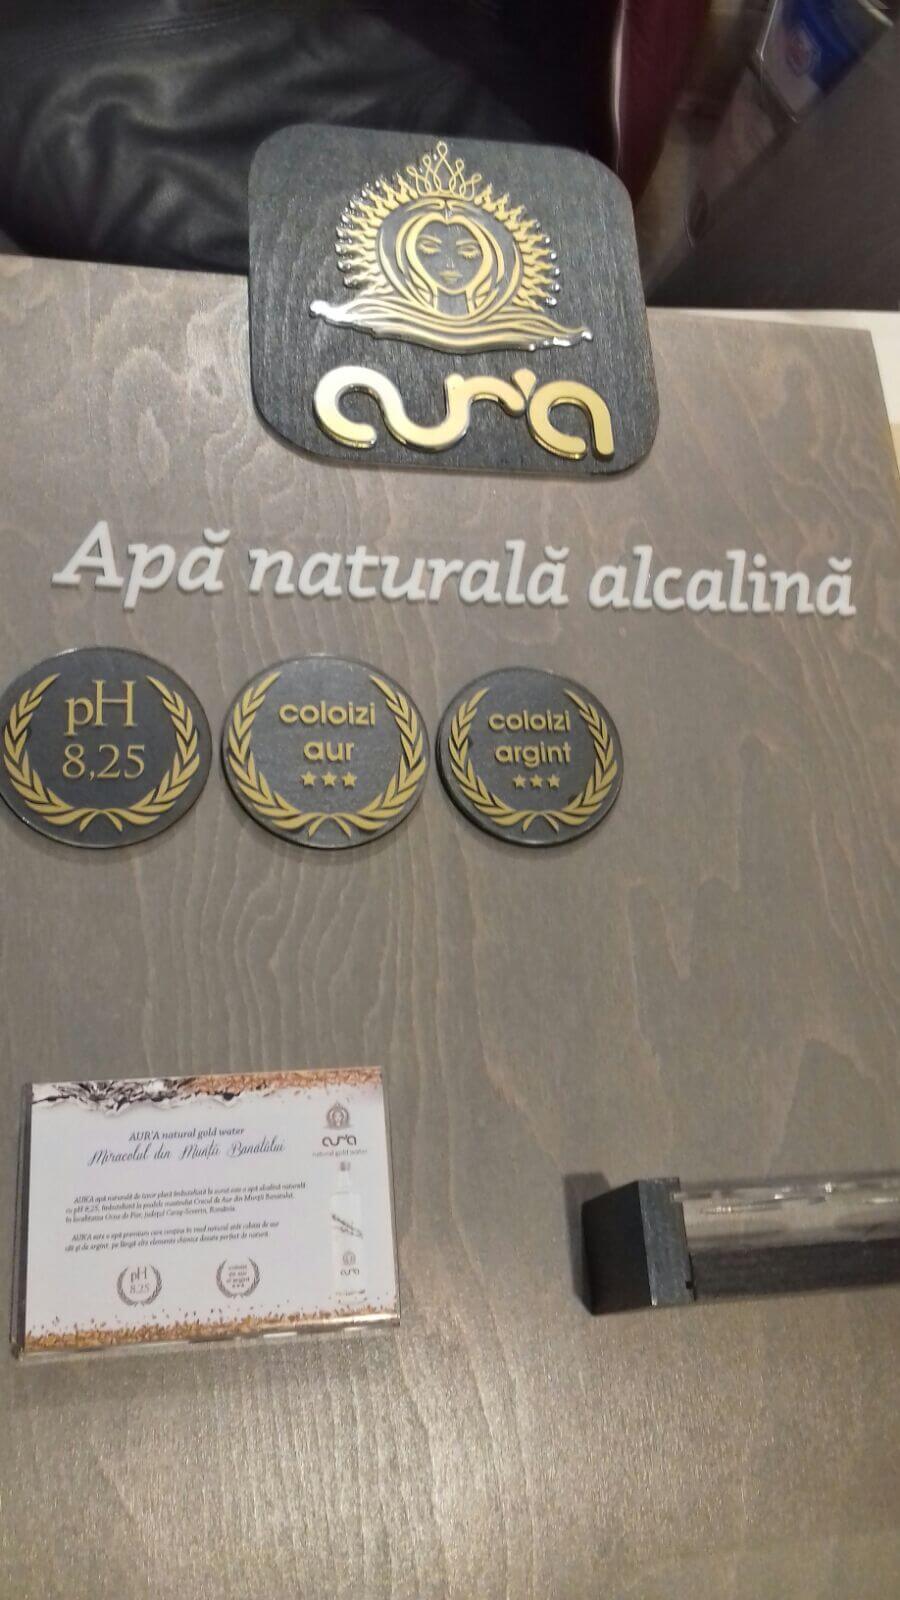 aur'a
Apă naturală alcalină
pH
8,25
coloizi
aur
coloizi
argint
AUR'A natural gold water
Miracolul din Munții Banatului
aur'a
natural gold water
AUR'A apă naturală de izvor plată îmbuteliată la sursă este o apă alcalină naturală
cu pH 8,25, îmbuteliată la poalele muntelui Crucul de Aur din Munții Banatului,
în localitatea Ocna de Fier, județul Caraș-Severin, România.
AUR'A este o apă premium care conține în mod natural atât coloizi de aur
cât și de argint, pe lângă alte elemente chimice dozate perfect de natură.
pH
8.25
coloizi
de aur
și argint
aur'a